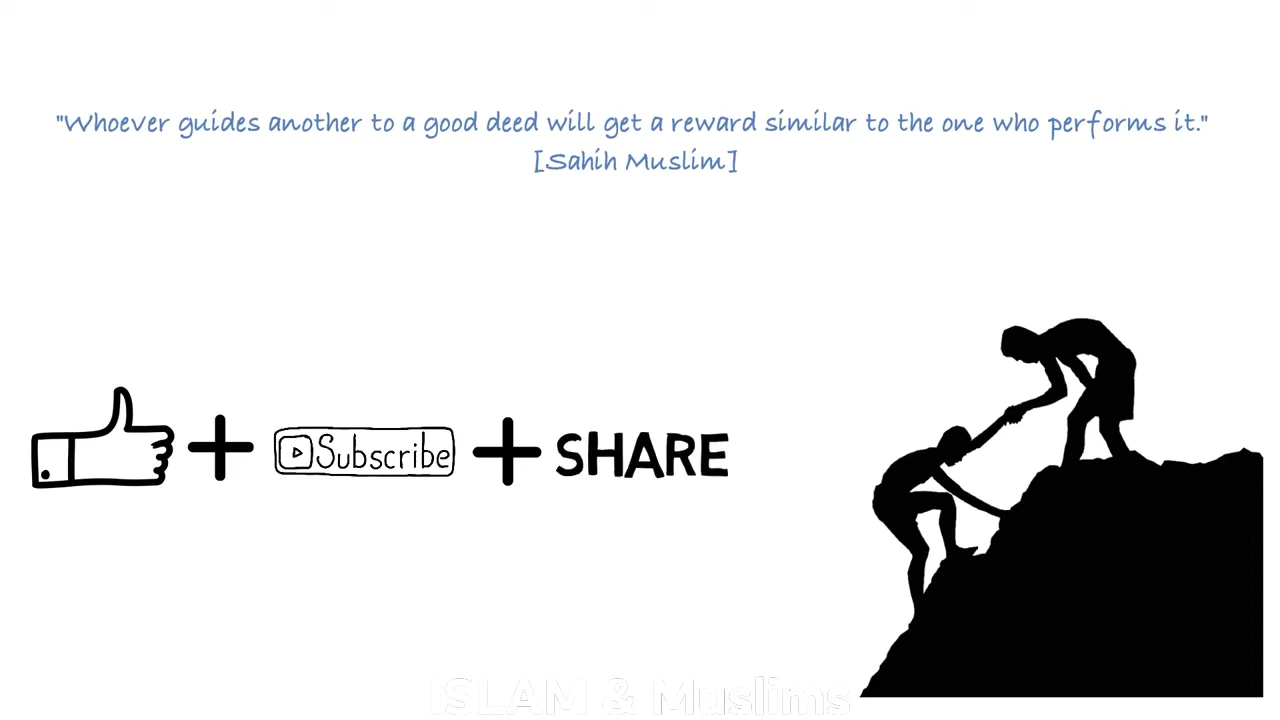 "Whoever guides another to a good deed will get a reward similar to the one who performs it."
[Sahih Muslim]
Subscribe
SHARE
ISLAM & Muslims